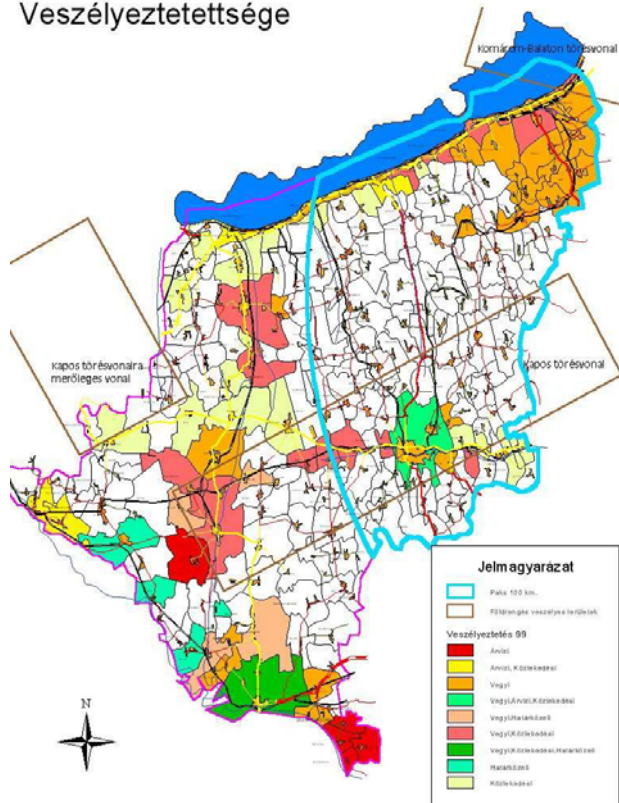 Veszélyeztetettsége
Komárom-Balaton törésvonal
Kapos törésvonalra
merőleges vonal
Kapos törésvonal
N
Jelmagyarázat
Paks 100 km.
Földrengés veszélyes területek
Veszélyeztetés 99
Árvízi
Árvízi, Közlekedési
Vegyi
Vegyi,Árvízi,Közlekedési
Vegyi,Határközeli
Vegyi,Közlekedési
Vegyi,Közlekedési,Határközeli
Határközeli
Közlekedési